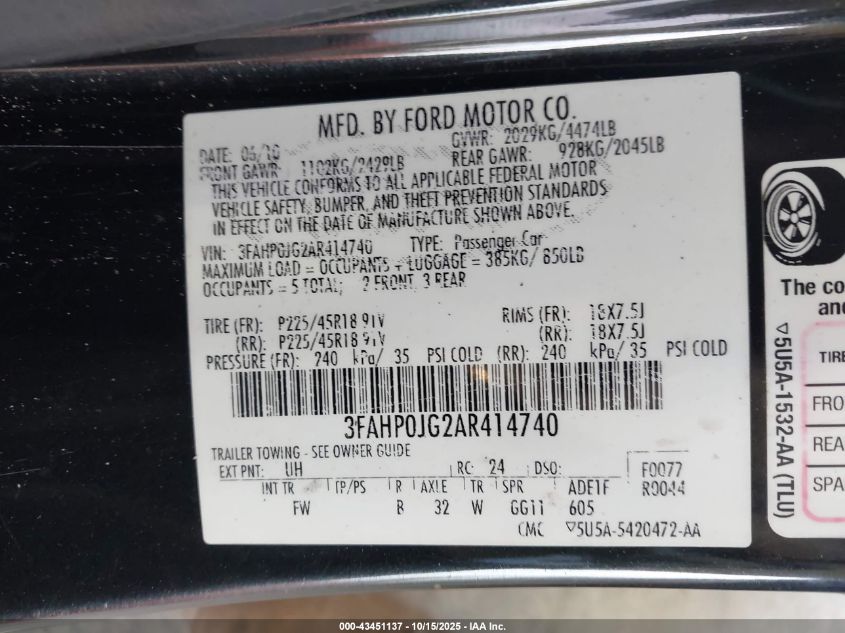 MFD. BY FORD MOTOR CO.
DATE: 06/10 GVWR: 2029KG/4474LB
FRONT GAWR: 1102KG/2429LB REAR GAWR: 928KG/2045LB
THIS VEHICLE CONFORMS TO ALL APPLICABLE FEDERAL MOTOR
VEHICLE SAFETY, BUMPER, AND THEFT PREVENTION STANDARDS
IN EFFECT ON THE DATE OF MANUFACTURE SHOWN ABOVE.
VIN: 3FAHP0JG2AR414740 TYPE: Passenger Car
MAXIMUM LOAD = OCCUPANTS + LUGGAGE = 385KG/ 850LB
OCCUPANTS = 5 TOTAL; 2 FRONT, 3 REAR
TIRE (FR): P225/45R18 91V RIMS (FR): 18X7.5J
(RR): P225/45R18 91V (RR): 18X7.5J
PRESSURE (FR): 240 kPa/ 35 PSI COLD (RR): 240 kPa/ 35 PSI COLD
3FAHP0JG2AR414740
TRAILER TOWING - SEE OWNER GUIDE
EXT PNT: UH RC: 24 DSO: F0077
INT TR TP/PS R AXLE TR SPR ADE1F R0044
FW B 32 W GG11 605
CMC ▽5U5A-5420472-AA
▽5U5A-1532-AA (TLU)
The co
and
TIRE
FRO
REA
SPA
000-43451137 - 10/15/2025 - IAA Inc.